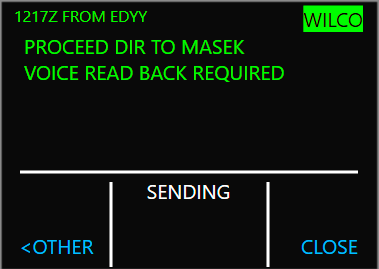 1217Z FROM EDYY WILCO
PROCEED DIR TO MASEK
VOICE READ BACK REQUIRED
SENDING
<OTHER CLOSE